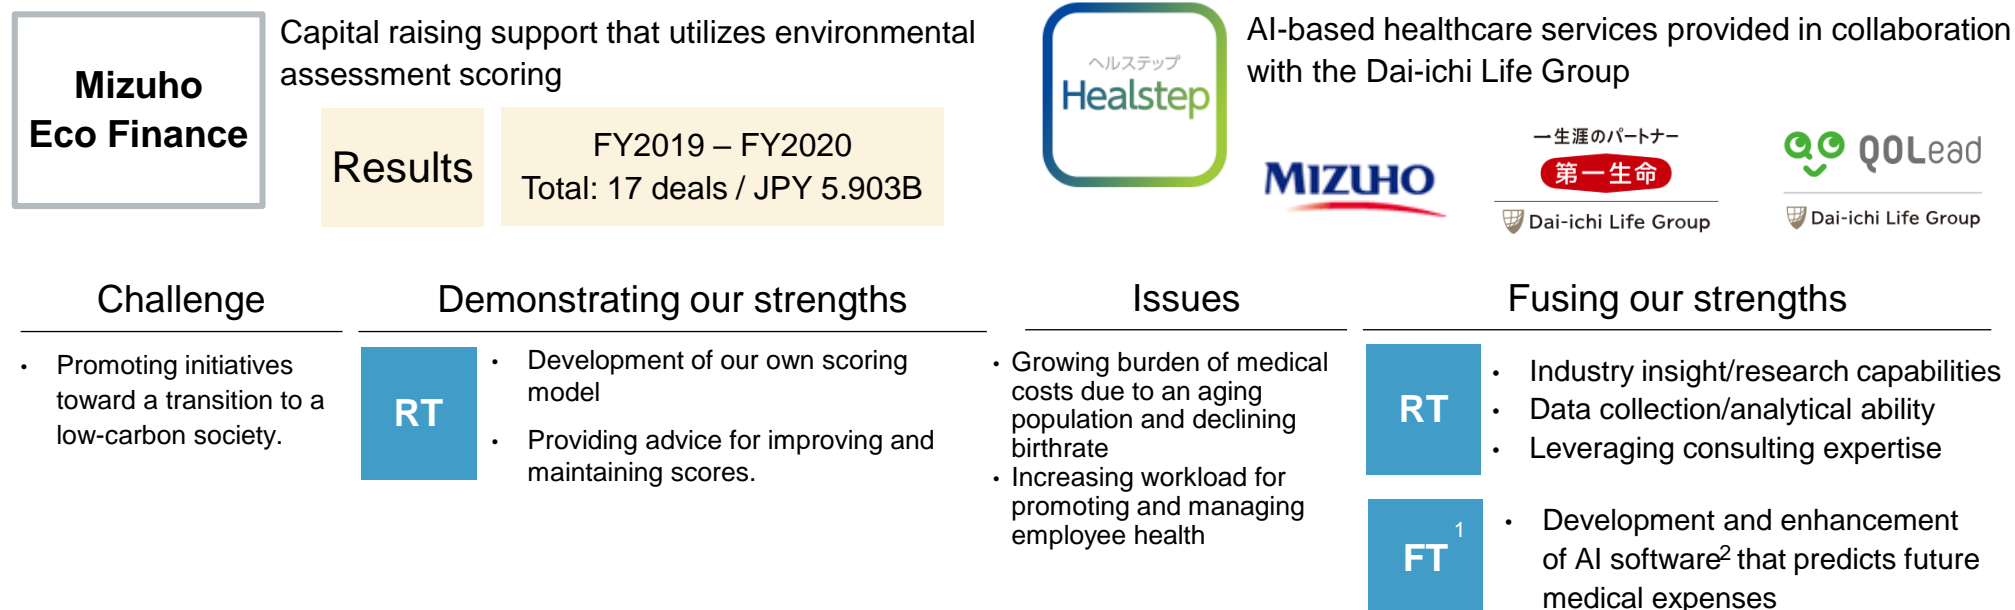 Mizuho
Eco Finance
Capital raising support that utilizes environmental
assessment scoring
Results
FY2019 – FY2020
Total: 17 deals / JPY 5.903B
Challenge
• Promoting initiatives
toward a transition to a
low-carbon society.
Demonstrating our strengths
RT
• Development of our own scoring
model
• Providing advice for improving and
maintaining scores.
ヘルステップ
Healstep
AI-based healthcare services provided in collaboration
with the Dai-ichi Life Group
MIZUHO
一生涯のパートナー
第一生命
Dai-ichi Life Group
QOLead
Dai-ichi Life Group
Issues
• Growing burden of medical
costs due to an aging
population and declining
birthrate
• Increasing workload for
promoting and managing
employee health
Fusing our strengths
RT
• Industry insight/research capabilities
• Data collection/analytical ability
• Leveraging consulting expertise
FT 1
• Development and enhancement
of AI software2 that predicts future
medical expenses